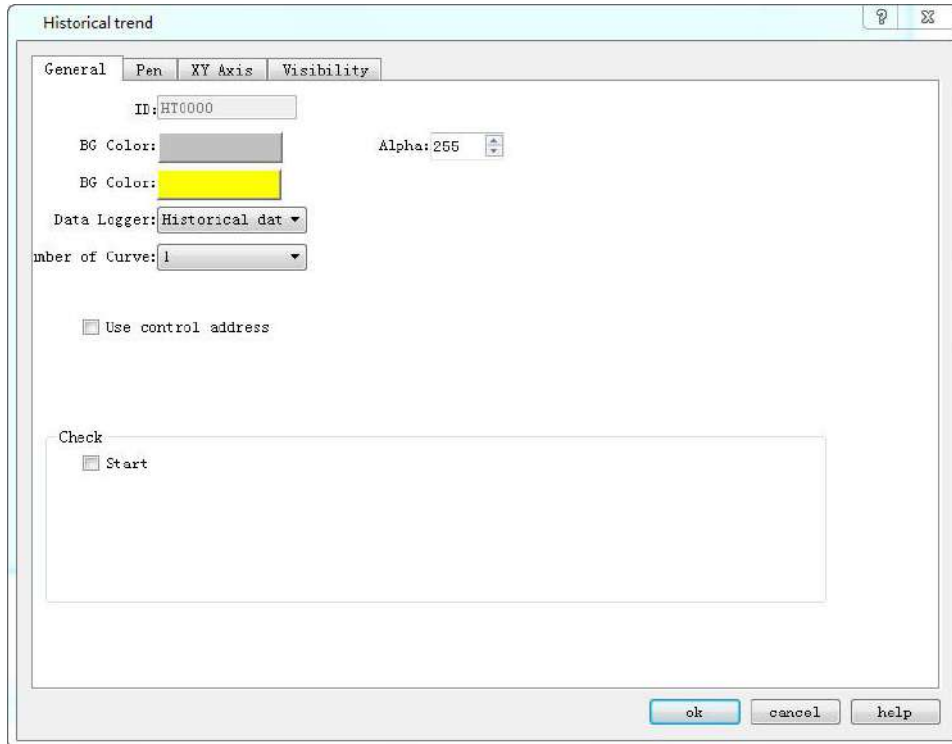 Historical trend
General Pen XY Axis Visibility
ID: HT0000
BG Color: Alpha: 255
BG Color:
Data Logger: Historical dat
mber of Curve: 1
Use control address
Check
Start
ok cancel help